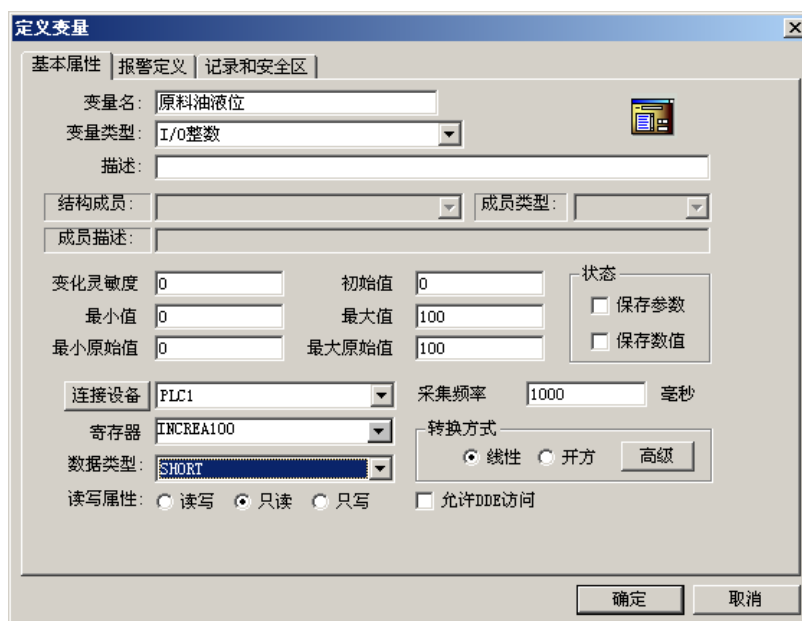 定义变量
基本属性 报警定义 记录和安全区
变量名: 原料油液位
变量类型: I/O整数
描述:
结构成员: 成员类型:
成员描述:
变化灵敏度 0 初始值 0 状态
最小值 0 最大值 100 保存参数
最小原始值 0 最大原始值 100 保存数值
连接设备 PLC1 采集频率 1000 毫秒
寄存器 INCREA100 转换方式
数据类型: SHORT 线性 开方 高级
读写属性: 读写 只读 只写 允许DDE访问
确定 取消